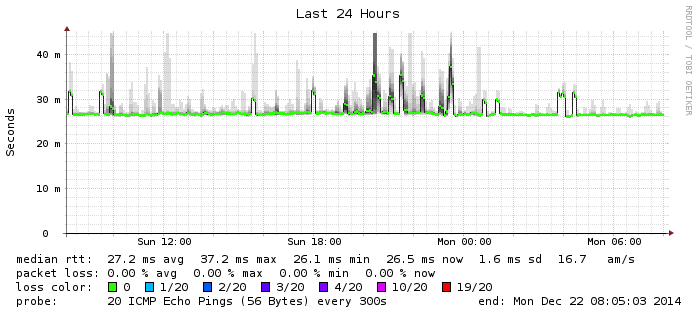 Last 24 Hours
RRDTOOL / TOBI OETIKER
Seconds
40 m
30 m
20 m
10 m
0
Sun 12:00 Sun 18:00 Mon 00:00 Mon 06:00
median rtt: 27.2 ms avg 37.2 ms max 26.1 ms min 26.5 ms now 1.6 ms sd 16.7 am/s
packet loss: 0.00 % avg 0.00 % max 0.00 % min 0.00 % now
loss color: 0 1/20 2/20 3/20 4/20 10/20 19/20
probe: 20 ICMP Echo Pings (56 Bytes) every 300s end: Mon Dec 22 08:05:03 2014